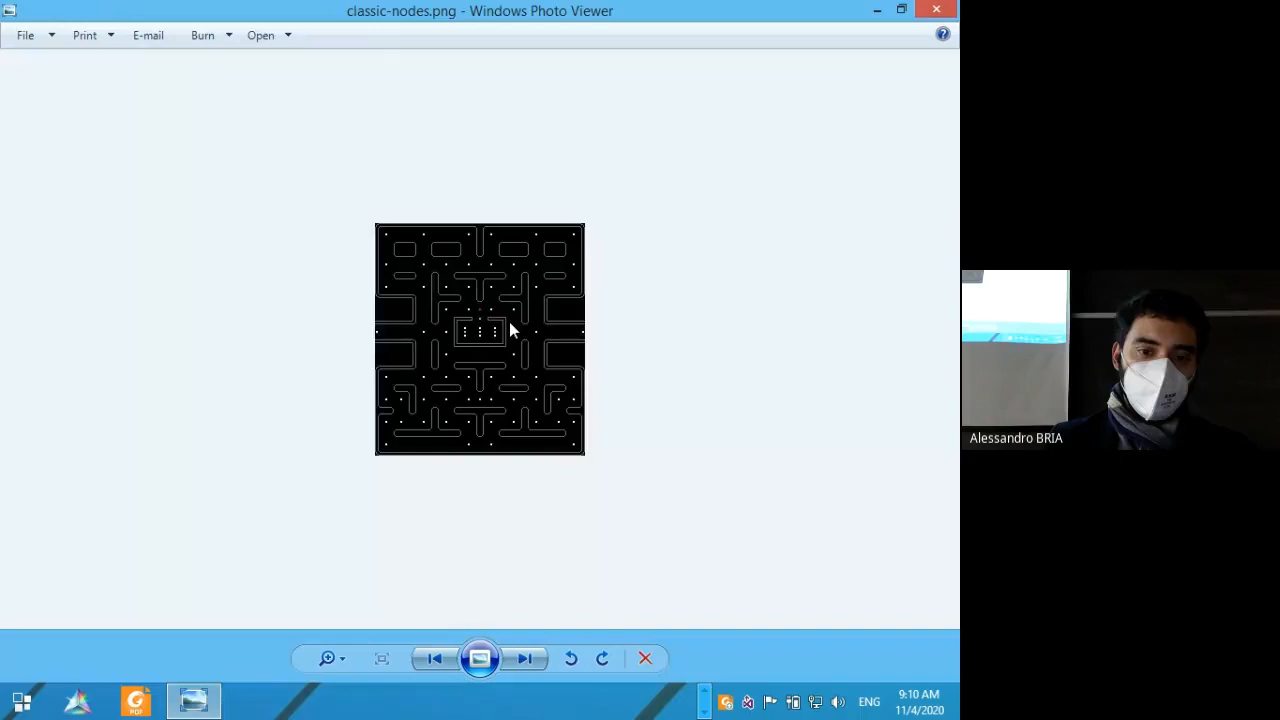 classic-nodes.png - Windows Photo Viewer
File Print E-mail Burn Open
Alessandro BRIA
PDF
ENG
9:10 AM
11/4/2020